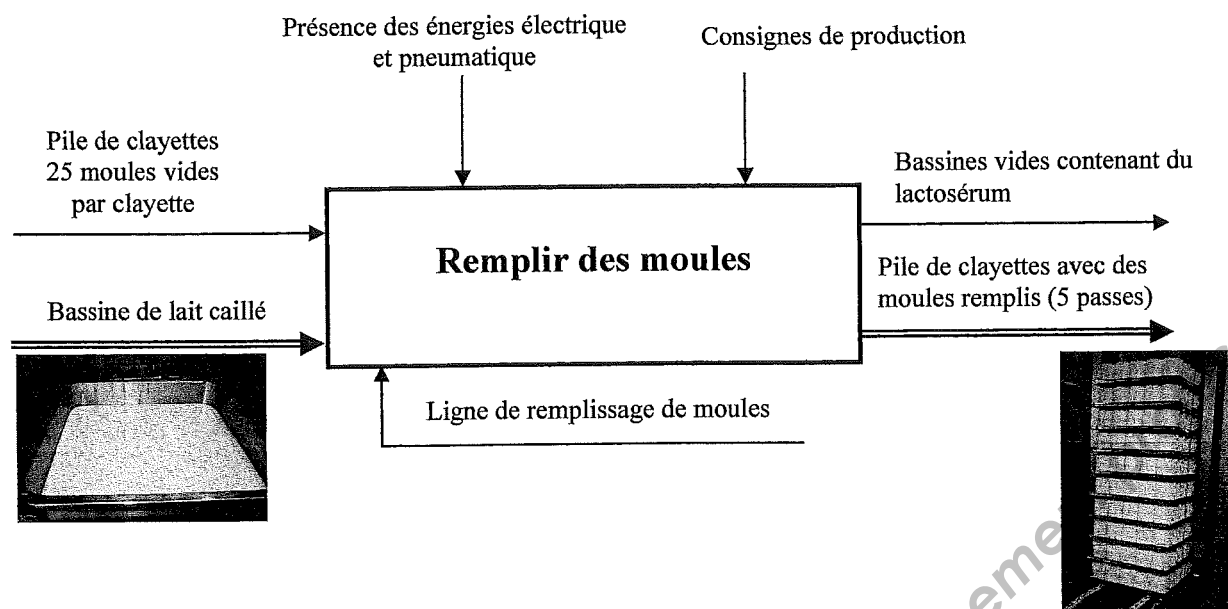 Présence des énergies électrique
et pneumatique
Consignes de production
Pile de clayettes
25 moules vides
par clayette
Bassines vides contenant du
lactosérum
Remplir des moules
Pile de clayettes avec des
moules remplis (5 passes)
Bassine de lait caillé
Ligne de remplissage de moules